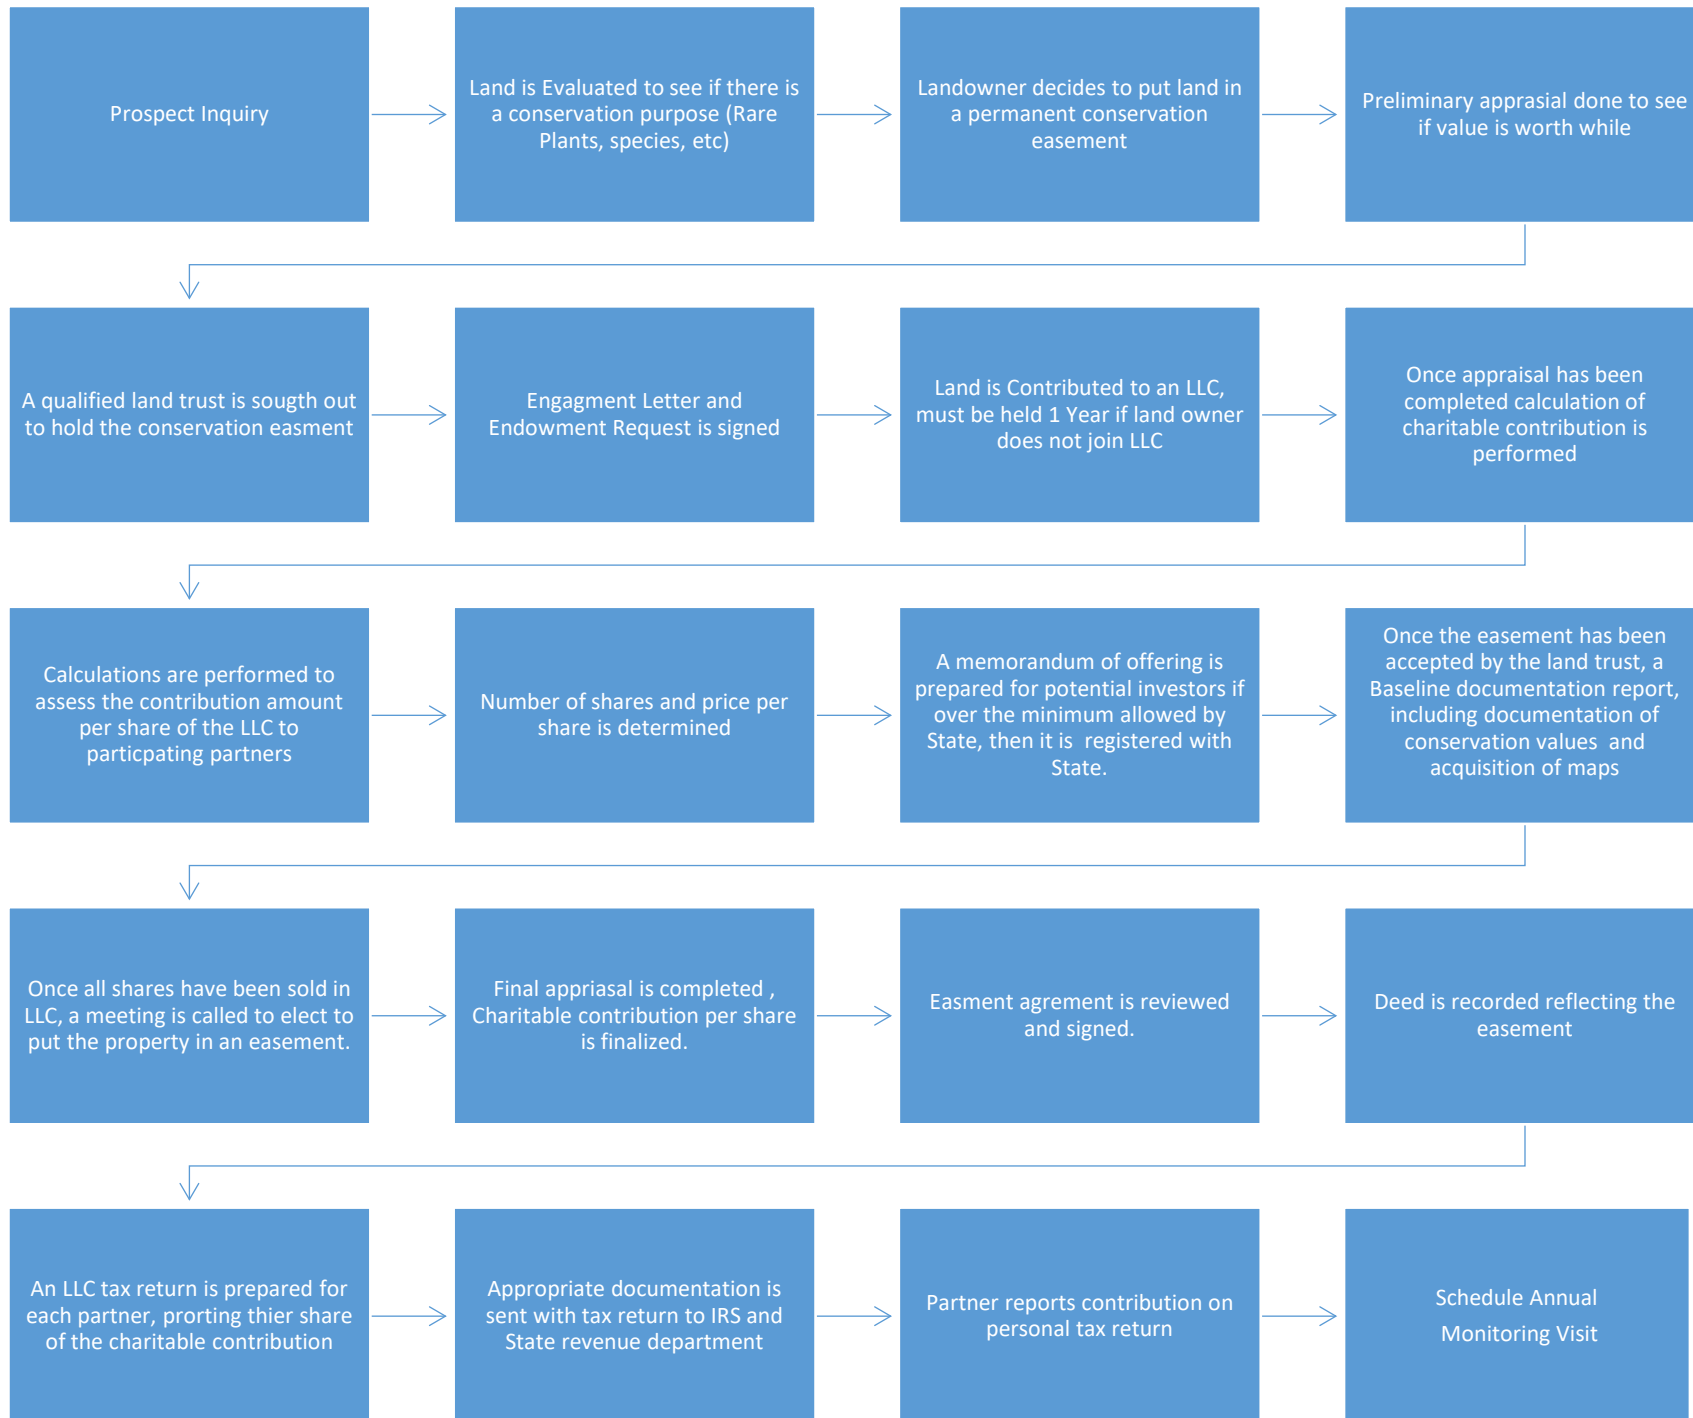 Prospect Inquiry
Land is Evaluated to see if there is
a conservation purpose (Rare
Plants, species, etc)
Landowner decides to put land in
a permanent conservation
easement
Preliminary apprasial done to see
if value is worth while
A qualified land trust is sougth out
to hold the conservation easment
Engagment Letter and
Endowment Request is signed
Land is Contributed to an LLC,
must be held 1 Year if land owner
does not join LLC
Once appraisal has been
completed calculation of
charitable contribution is
performed
Calculations are performed to
assess the contribution amount
per share of the LLC to
particpating partners
Number of shares and price per
share is determined
A memorandum of offering is
prepared for potential investors if
over the minimum allowed by
State, then it is registered with
State.
Once the easement has been
accepted by the land trust, a
Baseline documentation report,
including documentation of
conservation values and
acquisition of maps
Once all shares have been sold in
LLC, a meeting is called to elect to
put the property in an easement.
Final appriasal is completed ,
Charitable contribution per share
is finalized.
Easment agrement is reviewed
and signed.
Deed is recorded reflecting the
easement
An LLC tax return is prepared for
each partner, prorting thier share
of the charitable contribution
Appropriate documentation is
sent with tax return to IRS and
State revenue department
Partner reports contribution on
personal tax return
Schedule Annual
Monitoring Visit